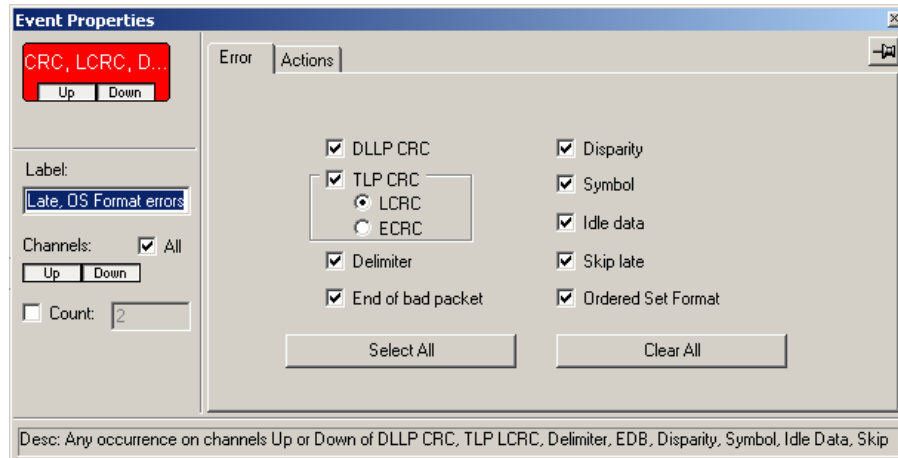 Event Properties
CRC, LCRC, D...
Up Down
Label:
Late, OS Format errors
Channels: All
Up Down
Count: 2
Error Actions
DLLP CRC
TLP CRC
LCRC
ECRC
Delimiter
End of bad packet
Disparity
Symbol
Idle data
Skip late
Ordered Set Format
Select All
Clear All
Desc: Any occurrence on channels Up or Down of DLLP CRC, TLP LCRC, Delimiter, EDB, Disparity, Symbol, Idle Data, Skip